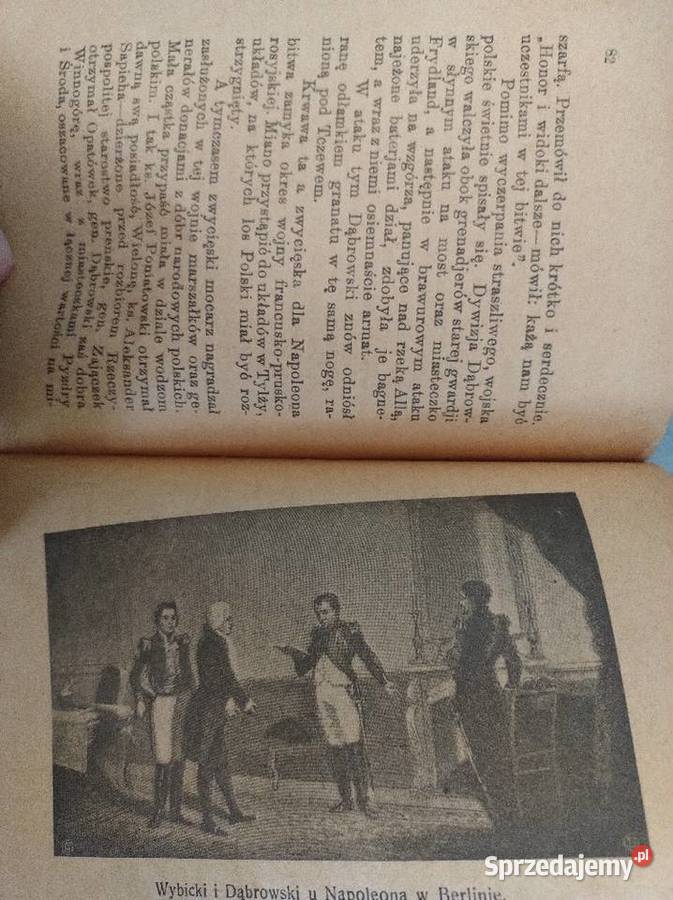 82
szarfą. Przemówił do nich krótko i serdecznie.
„Honor i widoki dalsze—mówił: każą nam być
uczestnikami w tej bitwie”.
Pomimo wyczerpania straszliwego, wojska
polskie świetnie spisały się. Dywizja Dąbrow-
skiego walczyła obok grenadjerów starej gwardji
w słynnym ataku na most oraz miasteczko
Frydland, a następnie w brawurowym ataku
uderzyła na wzgórza, panujące nad rzeką Allą,
najeżone baterjami dział, zdobyła je bagne-
tem, a wraz z niemi osiemnaście armat.
W ataku tym Dąbrowski znów odniósł
ranę odłamkiem granatu w tę samą nogę, ra-
nioną pod Tczewem.
Krwawa ta a zwycięska dla Napoleona
bitwa zamyka okres wojny francusko-prusko-
rosyjskiej. Miano przystąpić do układów w Tylży,
układów, na których los Polski miał być roz-
strzygnięty.
A tymczasem zwycięski mocarz nagradzał
zasłużonych w tej wojnie marszałków oraz ge-
nerałów donacjami z dóbr narodowych polskich.
Mała cząstka przypaść miała w dziale wodzom
polskim. I tak ks. Józef Poniatowski otrzymał
dawną swą posiadłość, Wieloną, ks. Aleksander
Sapieha—dzierżone przed rozbiorem Rzeczy-
pospolitej starostwo preńskie, gen. Zajączek
otrzymał Opatówek, gen. Dąbrowski zaś dobra
Winnogórę, wraz z miasteczkami Pyzdry
i Środa, oszacowane w łącznej wartości na mi-
Wybicki i Dąbrowski u Napoleona w Berlinie.
Sprzedajemy.pl